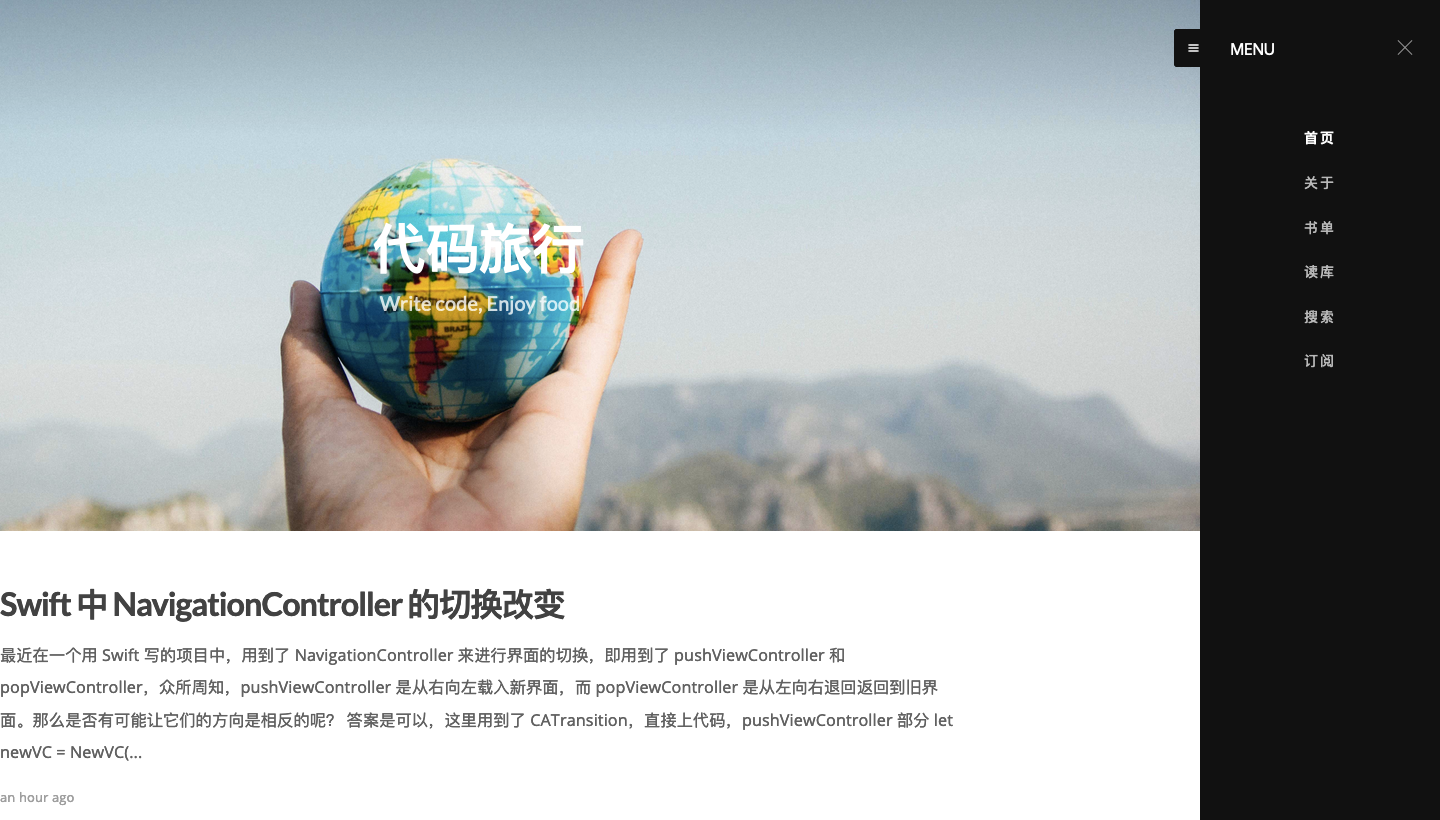 MENU
首页
关于
书单
读库
搜索
订阅
代码旅行
Write code, Enjoy food
BRAZIL
Swift 中 NavigationController 的切换改变
最近在一个用 Swift 写的项目中，用到了 NavigationController 来进行界面的切换，即用到了 pushViewController 和
popViewController，众所周知，pushViewController 是从右向左载入新界面，而 popViewController 是从左向右退回返回到旧界
面。那么是否有可能让它们的方向是相反的呢？ 答案是可以，这里用到了 CATransition，直接上代码，pushViewController 部分 let
newVC = NewVC(...
an hour ago